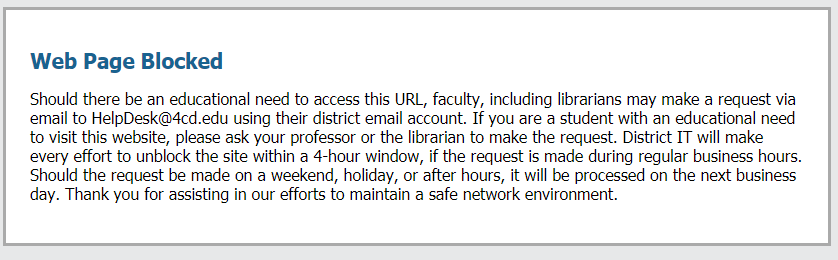 Web Page Blocked
Should there be an educational need to access this URL, faculty, including librarians may make a request via
email to HelpDesk@4cd.edu using their district email account. If you are a student with an educational need
to visit this website, please ask your professor or the librarian to make the request. District IT will make
every effort to unblock the site within a 4-hour window, if the request is made during regular business hours.
Should the request be made on a weekend, holiday, or after hours, it will be processed on the next business
day. Thank you for assisting in our efforts to maintain a safe network environment.